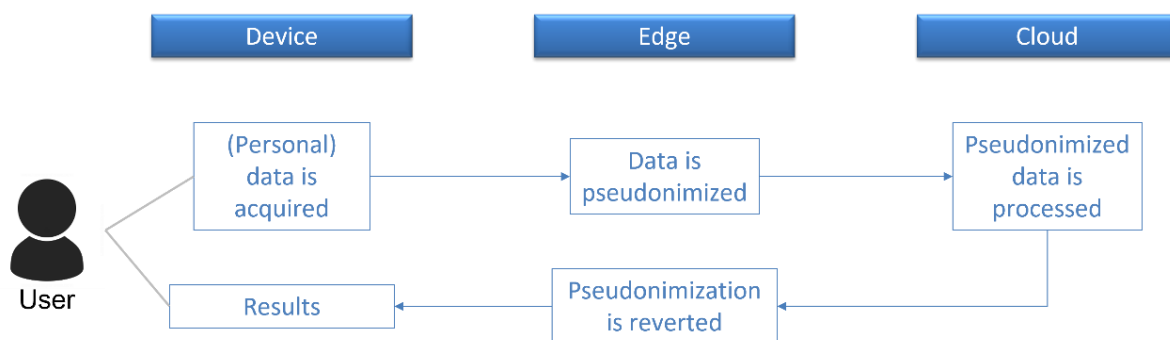 Device
Edge
Cloud
(Personal)
data is
acquired
Data is
pseudonimized
Pseudonimized
data is
processed
User
Results
Pseudonimization
is reverted